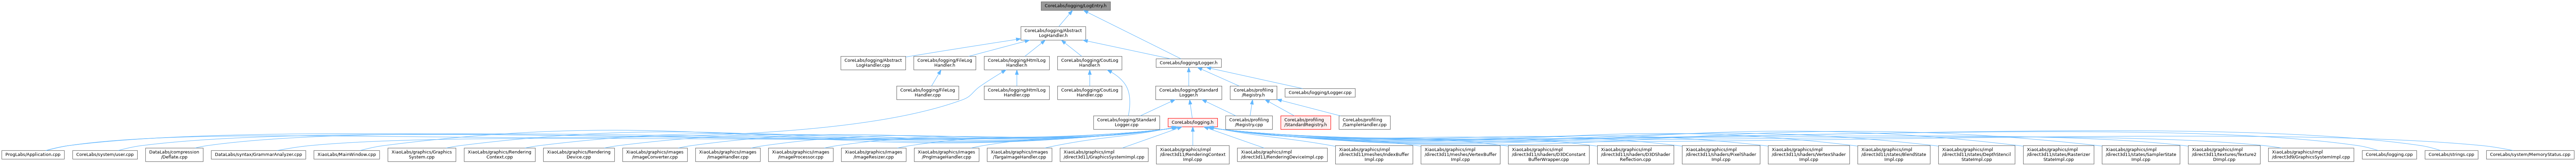 CoreLabs/logging/LogEntry.h
CoreLabs/logging/Abstract
LogHandler.h
CoreLabs/logging/Abstract
LogHandler.cpp
CoreLabs/logging/FileLog
Handler.h
CoreLabs/logging/HtmlLog
Handler.h
CoreLabs/logging/CoutLog
Handler.h
CoreLabs/logging/Logger.h
CoreLabs/logging/FileLog
Handler.cpp
CoreLabs/logging/HtmlLog
Handler.cpp
CoreLabs/logging/CoutLog
Handler.cpp
CoreLabs/logging/Standard
Logger.h
CoreLabs/profiling
/Registry.h
CoreLabs/logging/Logger.cpp
CoreLabs/logging/Standard
Logger.cpp
CoreLabs/logging.h
CoreLabs/profiling
/Registry.cpp
CoreLabs/profiling
/StandardRegistry.h
CoreLabs/profiling
/SampleHandler.cpp
ProgLabs/Application.cpp
CoreLabs/system/user.cpp
DataLabs/compression
/Deflate.cpp
DataLabs/syntax/GrammarAnalyzer.cpp
XiaoLabs/MainWindow.cpp
XiaoLabs/graphics/Graphics
System.cpp
XiaoLabs/graphics/Rendering
Context.cpp
XiaoLabs/graphics/Rendering
Device.cpp
XiaoLabs/graphics/images
/ImageConverter.cpp
XiaoLabs/graphics/images
/ImageHandler.cpp
XiaoLabs/graphics/images
/ImageProcessor.cpp
XiaoLabs/graphics/images
/ImageResizer.cpp
XiaoLabs/graphics/images
/PngImageHandler.cpp
XiaoLabs/graphics/images
/TargaImageHandler.cpp
XiaoLabs/graphics/impl
/direct3d11/GraphicsSystemImpl.cpp
XiaoLabs/graphics/impl
/direct3d11/RenderingContext
Impl.cpp
XiaoLabs/graphics/impl
/direct3d11/RenderingDeviceImpl.cpp
XiaoLabs/graphics/impl
/direct3d11/meshes/IndexBuffer
Impl.cpp
XiaoLabs/graphics/impl
/direct3d11/meshes/VertexBuffer
Impl.cpp
XiaoLabs/graphics/impl
/direct3d11/shaders/D3DConstant
BufferWrapper.cpp
XiaoLabs/graphics/impl
/direct3d11/shaders/D3DShader
Reflection.cpp
XiaoLabs/graphics/impl
/direct3d11/shaders/PixelShader
Impl.cpp
XiaoLabs/graphics/impl
/direct3d11/shaders/VertexShader
Impl.cpp
XiaoLabs/graphics/impl
/direct3d11/states/BlendState
Impl.cpp
XiaoLabs/graphics/impl
/direct3d11/states/DepthStencil
StateImpl.cpp
XiaoLabs/graphics/impl
/direct3d11/states/Rasterizer
StateImpl.cpp
XiaoLabs/graphics/impl
/direct3d11/states/SamplerState
Impl.cpp
XiaoLabs/graphics/impl
/direct3d11/textures/Texture2
DImpl.cpp
XiaoLabs/graphics/impl
/direct3d9/GraphicsSystemImpl.cpp
CoreLabs/logging.cpp
CoreLabs/strings.cpp
CoreLabs/system/MemoryStatus.cpp